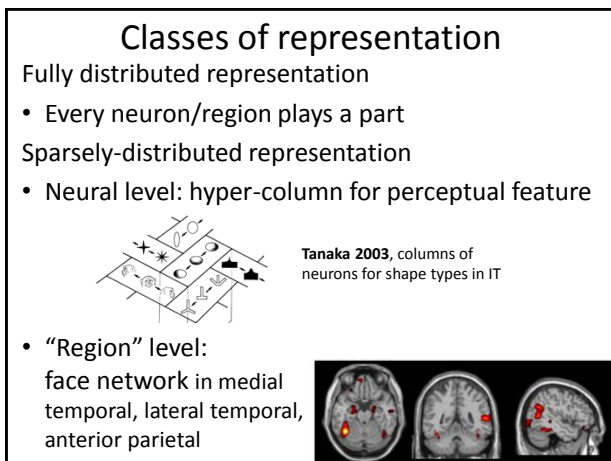 Classes of representation
Fully distributed representation
• Every neuron/region plays a part
Sparsely-distributed representation
• Neural level: hyper-column for perceptual feature
Tanaka 2003, columns of
neurons for shape types in IT
• “Region” level:
face network in medial
temporal, lateral temporal,
anterior parietal